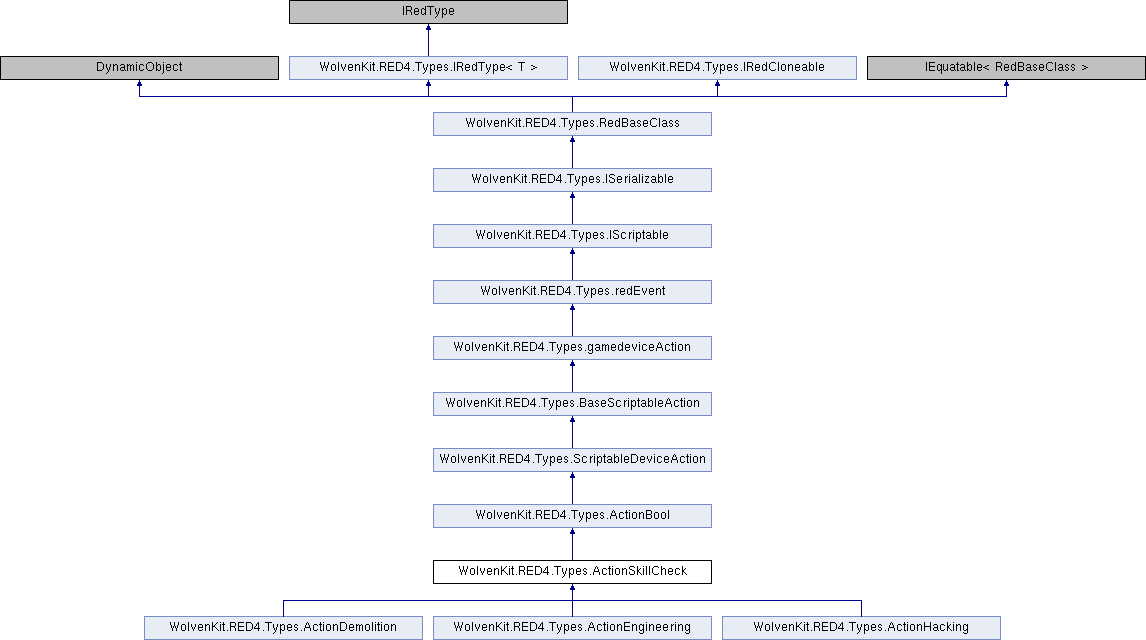 IRedType
DynamicObject
WolvenKit.RED4.Types.IRedType< T >
WolvenKit.RED4.Types.IRedCloneable
IEquatable< RedBaseClass >
WolvenKit.RED4.Types.RedBaseClass
WolvenKit.RED4.Types.ISerializable
WolvenKit.RED4.Types.IScriptable
WolvenKit.RED4.Types.redEvent
WolvenKit.RED4.Types.gamedeviceAction
WolvenKit.RED4.Types.BaseScriptableAction
WolvenKit.RED4.Types.ScriptableDeviceAction
WolvenKit.RED4.Types.ActionBool
WolvenKit.RED4.Types.ActionSkillCheck
WolvenKit.RED4.Types.ActionDemolition
WolvenKit.RED4.Types.ActionEngineering
WolvenKit.RED4.Types.ActionHacking